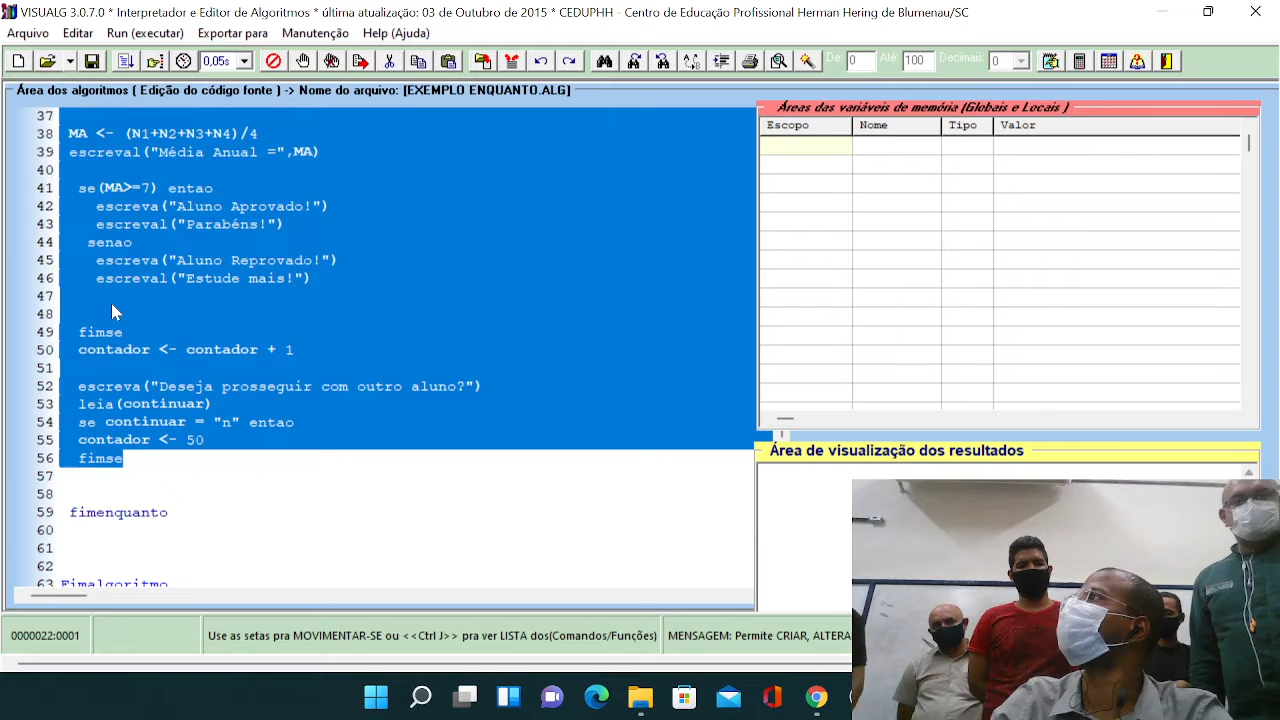 VISUALG 3.0.7.0 * Interpretador e Editor de Algoritmos * última atualização: 03 de Outubro de 2015 * CEDUPHH - Centro de Educação Profissional Herman Hering de Blumenau/SC
Arquivo Editar Run (executar) Exportar para Manutenção Help (Ajuda)
0,05s De: 0 Até: 100 Decimais: 0
Área dos algoritmos ( Edição do código fonte ) -> Nome do arquivo: [EXEMPLO ENQUANTO.ALG]
37
38 MA <- (N1+N2+N3+N4)/4
39 escreval("Média Anual =",MA)
40
41 se(MA>=7) entao
42 escreva("Aluno Aprovado!")
43 escreval("Parabéns!")
44 senao
45 escreva("Aluno Reprovado!")
46 escreval("Estude mais!")
47
48
49 fimse
50 contador <- contador + 1
51
52 escreva("Deseja prosseguir com outro aluno?")
53 leia(continuar)
54 se continuar = "n" entao
55 contador <- 50
56 fimse
57
58
59 fimenquanto
60
61
62
63 Fimalgoritmo
Áreas das variáveis de memória (Globais e Locais )
Escopo Nome Tipo Valor
Área de visualização dos resultados
0000022:0001 Use as setas pra MOVIMENTAR-SE ou <<Ctrl J>> pra ver LISTA dos(Comandos/Funções) MENSAGEM: Permite CRIAR, ALTERA